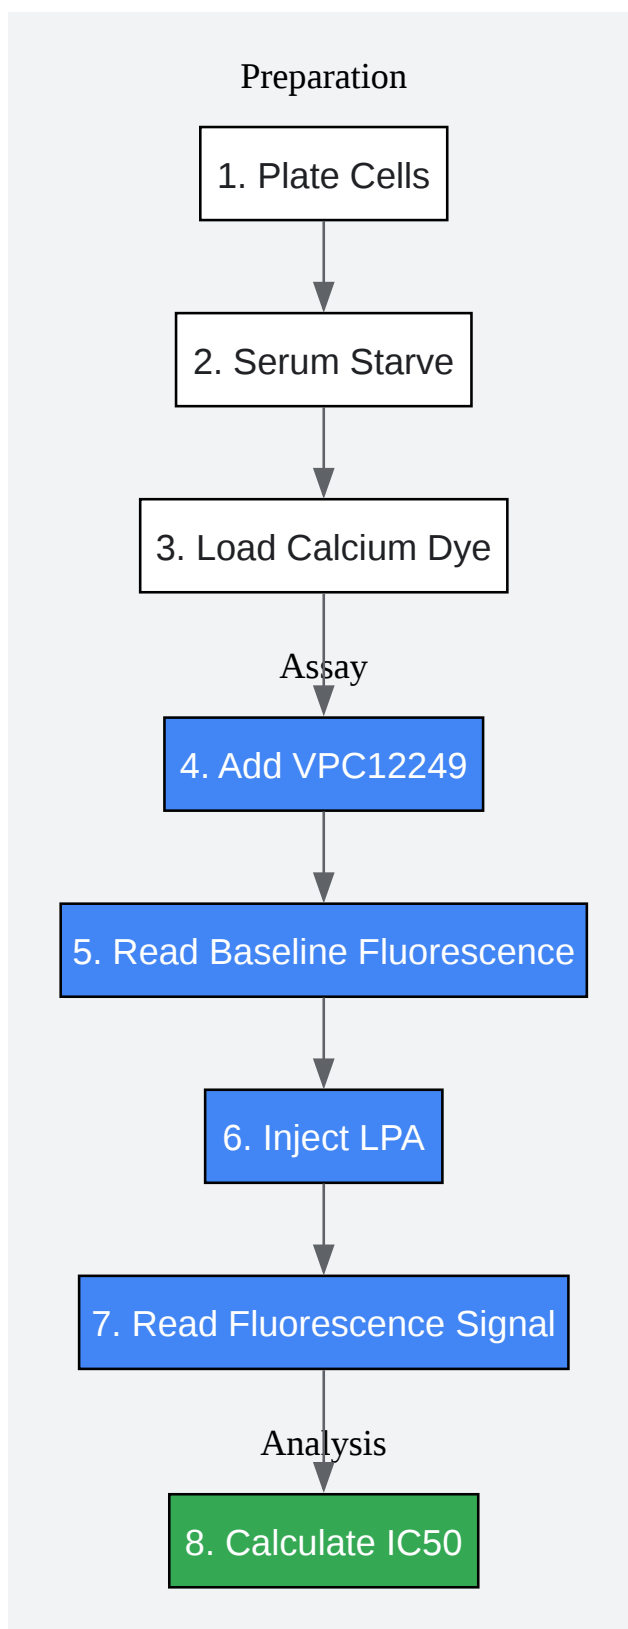 Preparation
1. Plate Cells
2. Serum Starve
3. Load Calcium Dye
Assay
4. Add VPC12249
5. Read Baseline Fluorescence
6. Inject LPA
7. Read Fluorescence Signal
Analysis
8. Calculate IC50